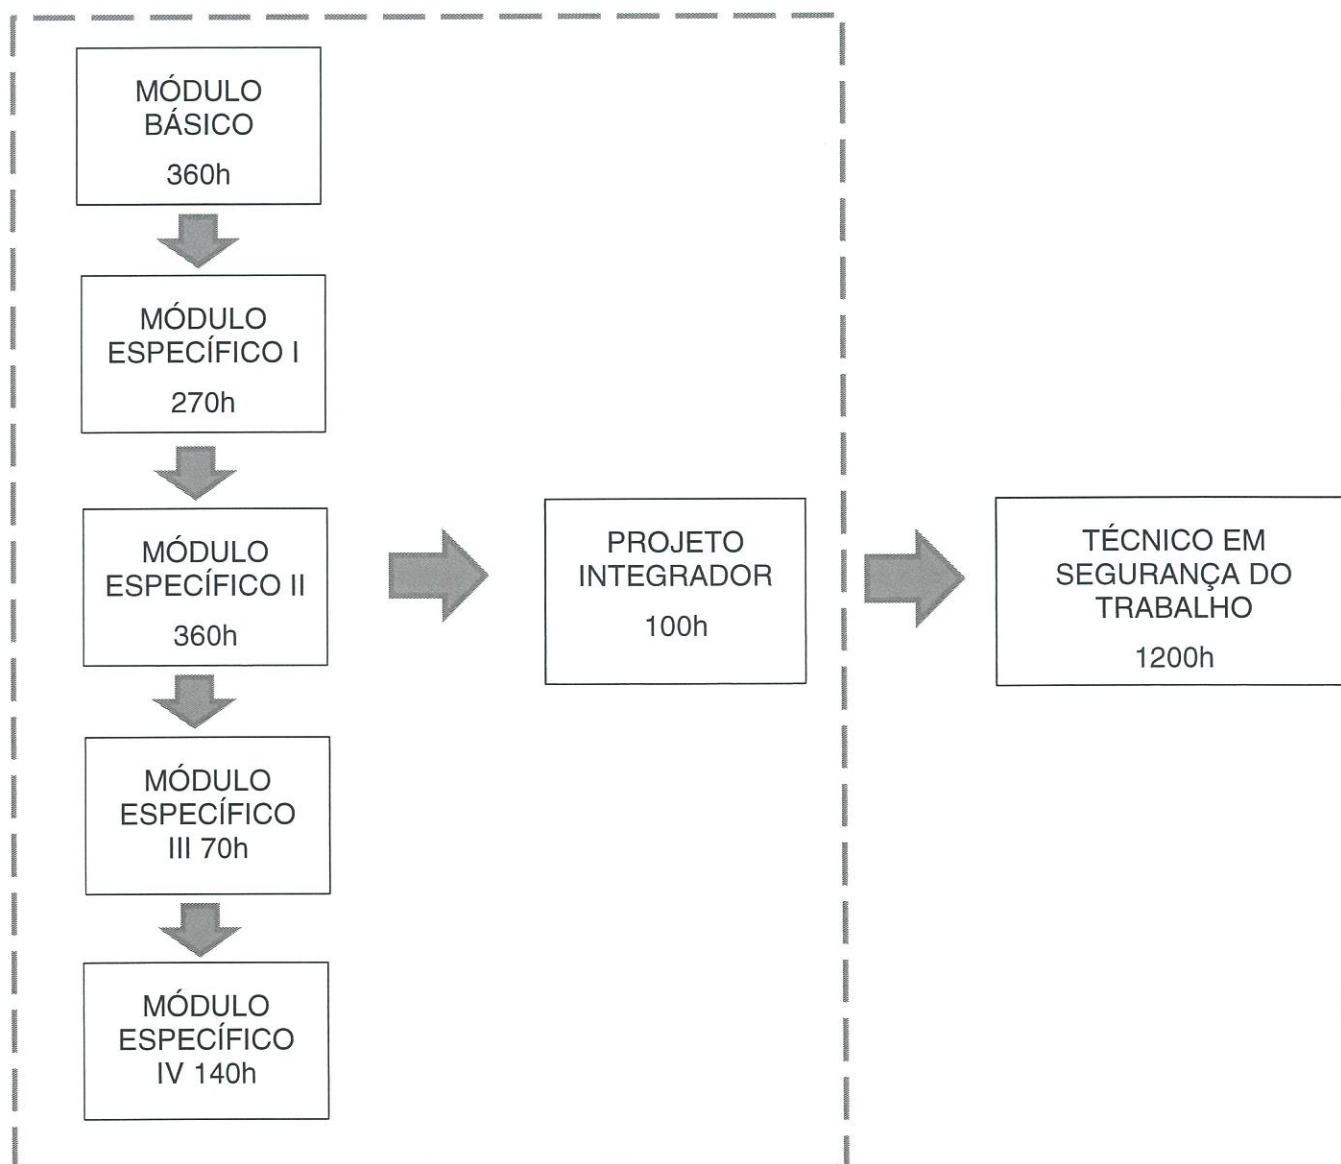 MÓDULO
BÁSICO
360h
MÓDULO
ESPECÍFICO I
270h
MÓDULO
ESPECÍFICO II
360h
MÓDULO
ESPECÍFICO
III 70h
MÓDULO
ESPECÍFICO
IV 140h
PROJETO
INTEGRADOR
100h
TÉCNICO EM
SEGURANÇA DO
TRABALHO
1200h